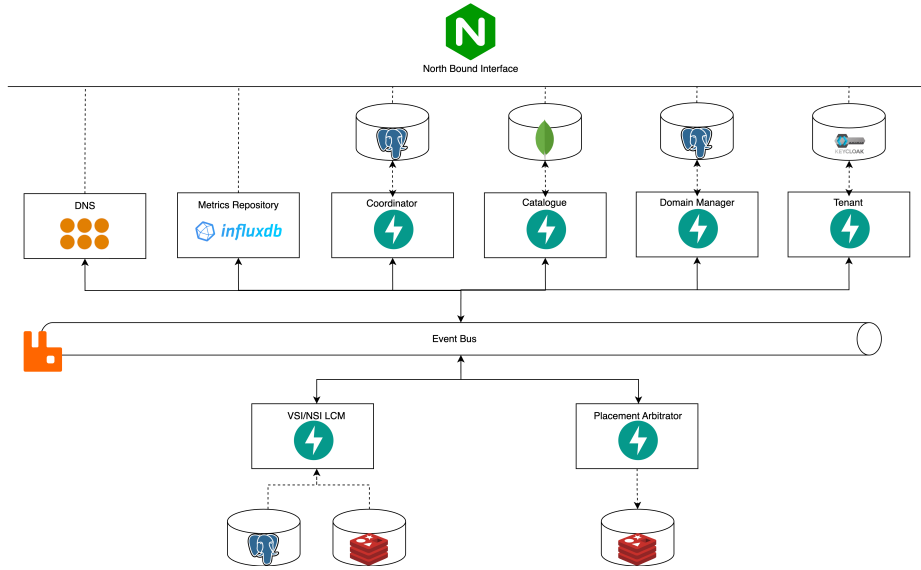 N
North Bound Interface
KEYCLOAK
DNS
Metrics Repository
Coordinator
Catalogue
Domain Manager
Tenant
influxdb
Event Bus
VSI/NSI LCM
Placement Arbitrator